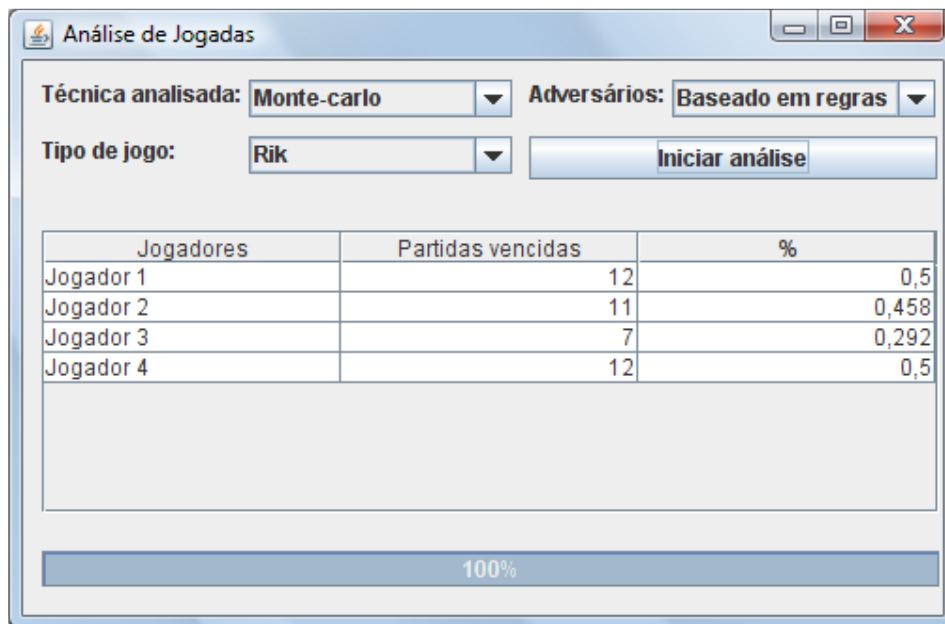 Análise de Jogadas
Técnica analisada: Monte-carlo Adversários: Baseado em regras
Tipo de jogo: Rik Iniciar análise
Jogadores Partidas vencidas %
Jogador 1 12 0,5
Jogador 2 11 0,458
Jogador 3 7 0,292
Jogador 4 12 0,5
100%